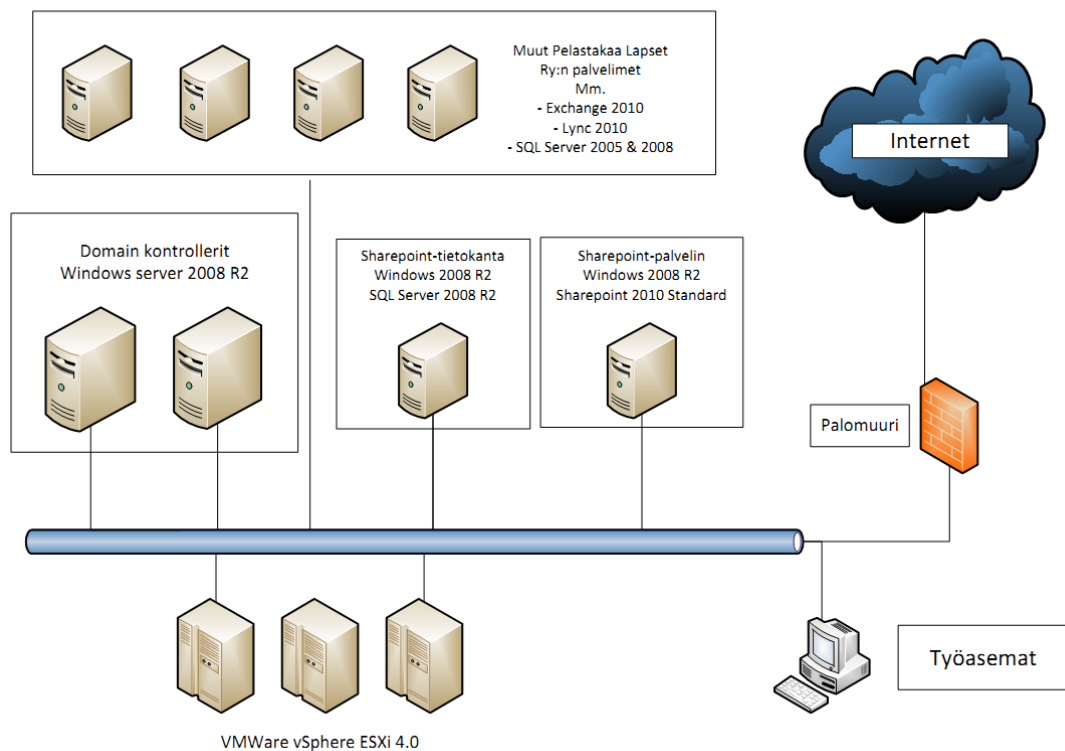 Muut Pelastakaa Lapset
Ry:n palvelimet
Mm.
- Exchange 2010
- Lync 2010
- SQL Server 2005 & 2008
Internet
Domain kontrollerit
Windows server 2008 R2
Sharepoint-tietokanta
Windows 2008 R2
SQL Server 2008 R2
Sharepoint-palvelin
Windows 2008 R2
Sharepoint 2010 Standard
Palomuuri
Työasemat
VMWare vSphere ESXi 4.0